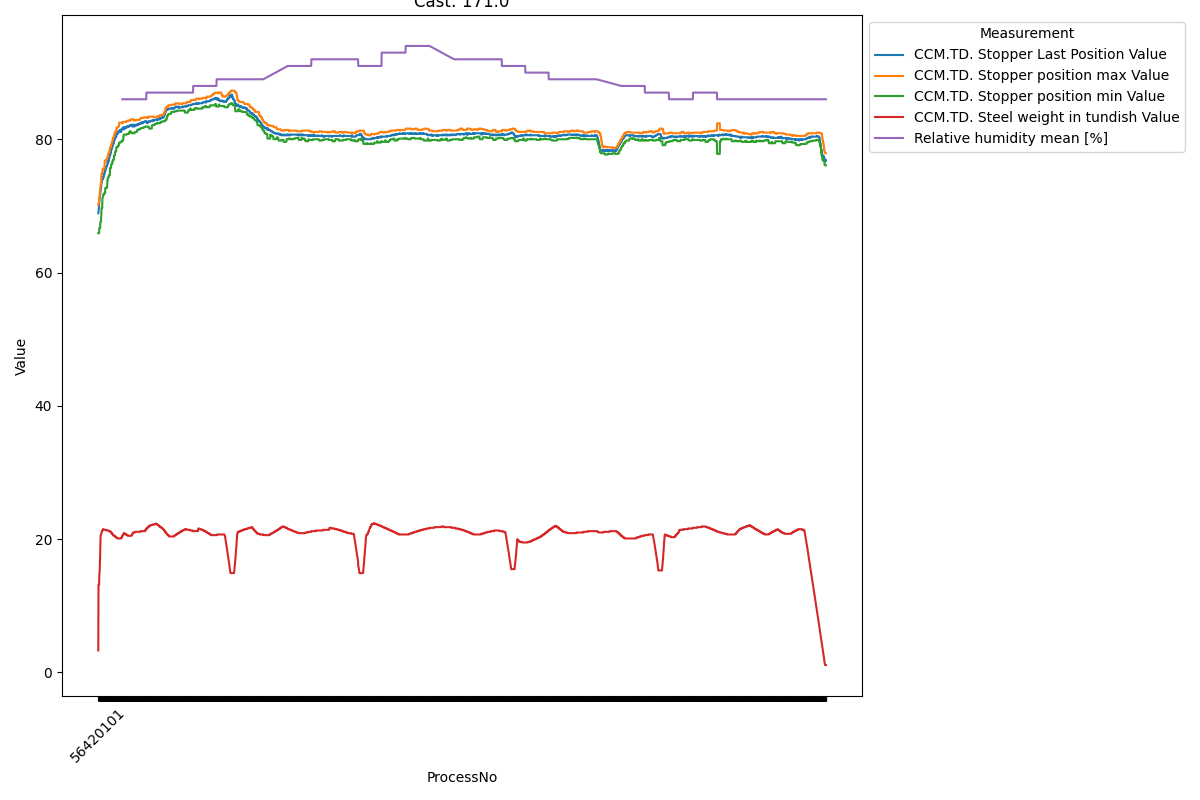 Cast: 171.0
Measurement
CCM.TD. Stopper Last Position Value
CCM.TD. Stopper position max Value
CCM.TD. Stopper position min Value
CCM.TD. Steel weight in tundish Value
Relative humidity mean [%]
80
60
40
20
0
Value
56420101
ProcessNo